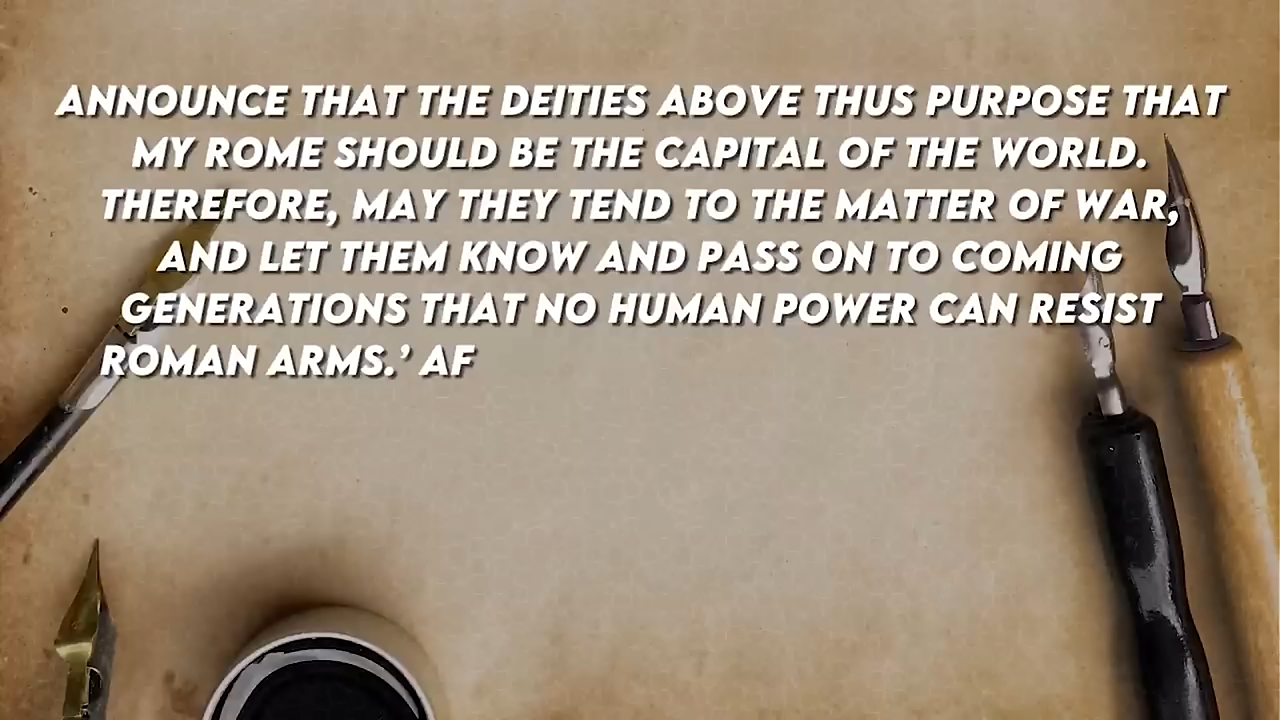 ANNOUNCE THAT THE DEITIES ABOVE THUS PURPOSE THAT
MY ROME SHOULD BE THE CAPITAL OF THE WORLD.
THEREFORE, MAY THEY TEND TO THE MATTER OF WAR,
AND LET THEM KNOW AND PASS ON TO COMING
GENERATIONS THAT NO HUMAN POWER CAN RESIST
ROMAN ARMS.’ AF